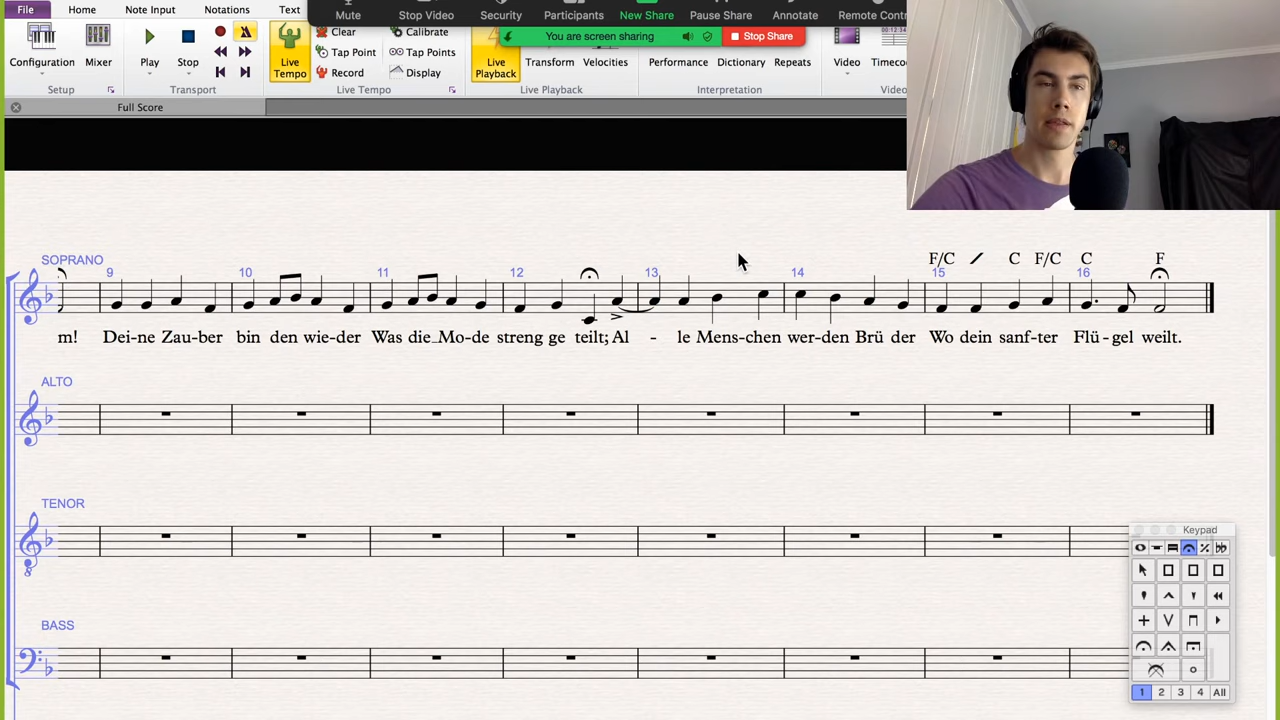 File Home Note Input Notations Text
Mute Stop Video Security Participants New Share Pause Share Annotate Remote Contr
You are screen sharing Stop Share
Clear Calibrate
Tap Point Tap Points
Record Display
Configuration Mixer Play Stop Live Tempo Live Playback Transform Velocities Performance Dictionary Repeats Video Timecod
Setup Transport Live Tempo Live Playback Interpretation Video
Full Score
SOPRANO
F/C C F/C C F
9 10 11 12 13 14 15 16
m! Dei-ne Zau-ber bin den wie-der Was die_Mo-de streng ge teilt; Al - le Mens-chen wer-den Brü der Wo dein sanf-ter Flü-gel weilt.
ALTO
TENOR
8
BASS
Keypad
1 2 3 4 All